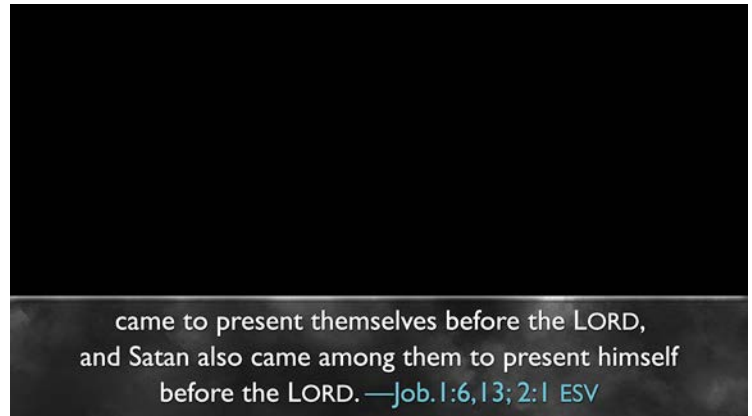 came to present themselves before the LORD,
and Satan also came among them to present himself
before the LORD. —Job.1:6,13; 2:1 ESV